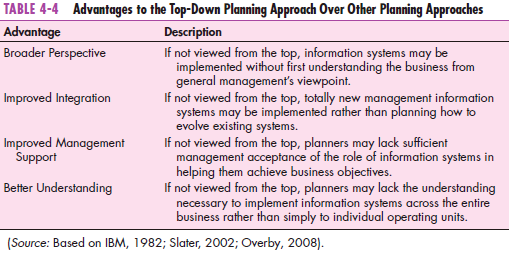 TABLE 4-4 Advantages to the Top-Down Planning Approach Over Other Planning Approaches
Advantage Description
Broader Perspective If not viewed from the top, information systems may be
implemented without first understanding the business from
general management's viewpoint.
Improved Integration If not viewed from the top, totally new management information
systems may be implemented rather than planning how to
evolve existing systems.
Improved Management If not viewed from the top, planners may lack sufficient
Support management acceptance of the role of information systems in
helping them achieve business objectives.
Better Understanding If not viewed from the top, planners may lack the understanding
necessary to implement information systems across the entire
business rather than simply to individual operating units.
(Source: Based on IBM, 1982; Slater, 2002; Overby, 2008).